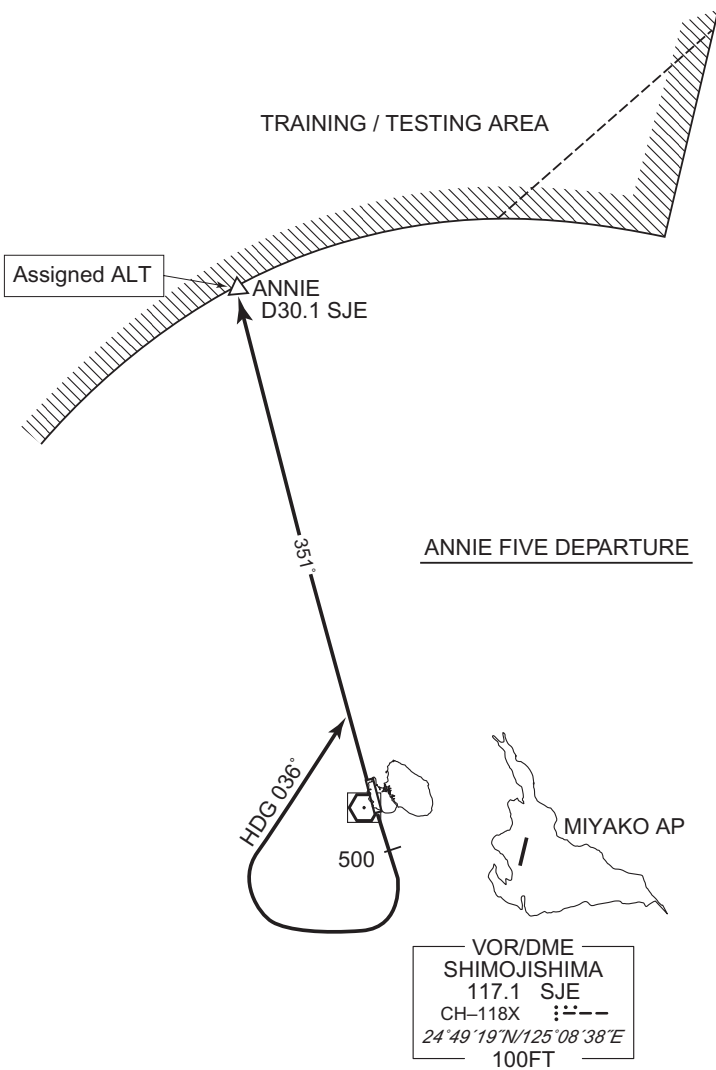 TRAINING / TESTING AREA
Assigned ALT
ANNIE
D30.1 SJE
351°
ANNIE FIVE DEPARTURE
HDG 036°
500
MIYAKO AP
VOR/DME
SHIMOJISHIMA
117.1 SJE
CH–118X
24°49´19˝N/125°08´38˝E
100FT